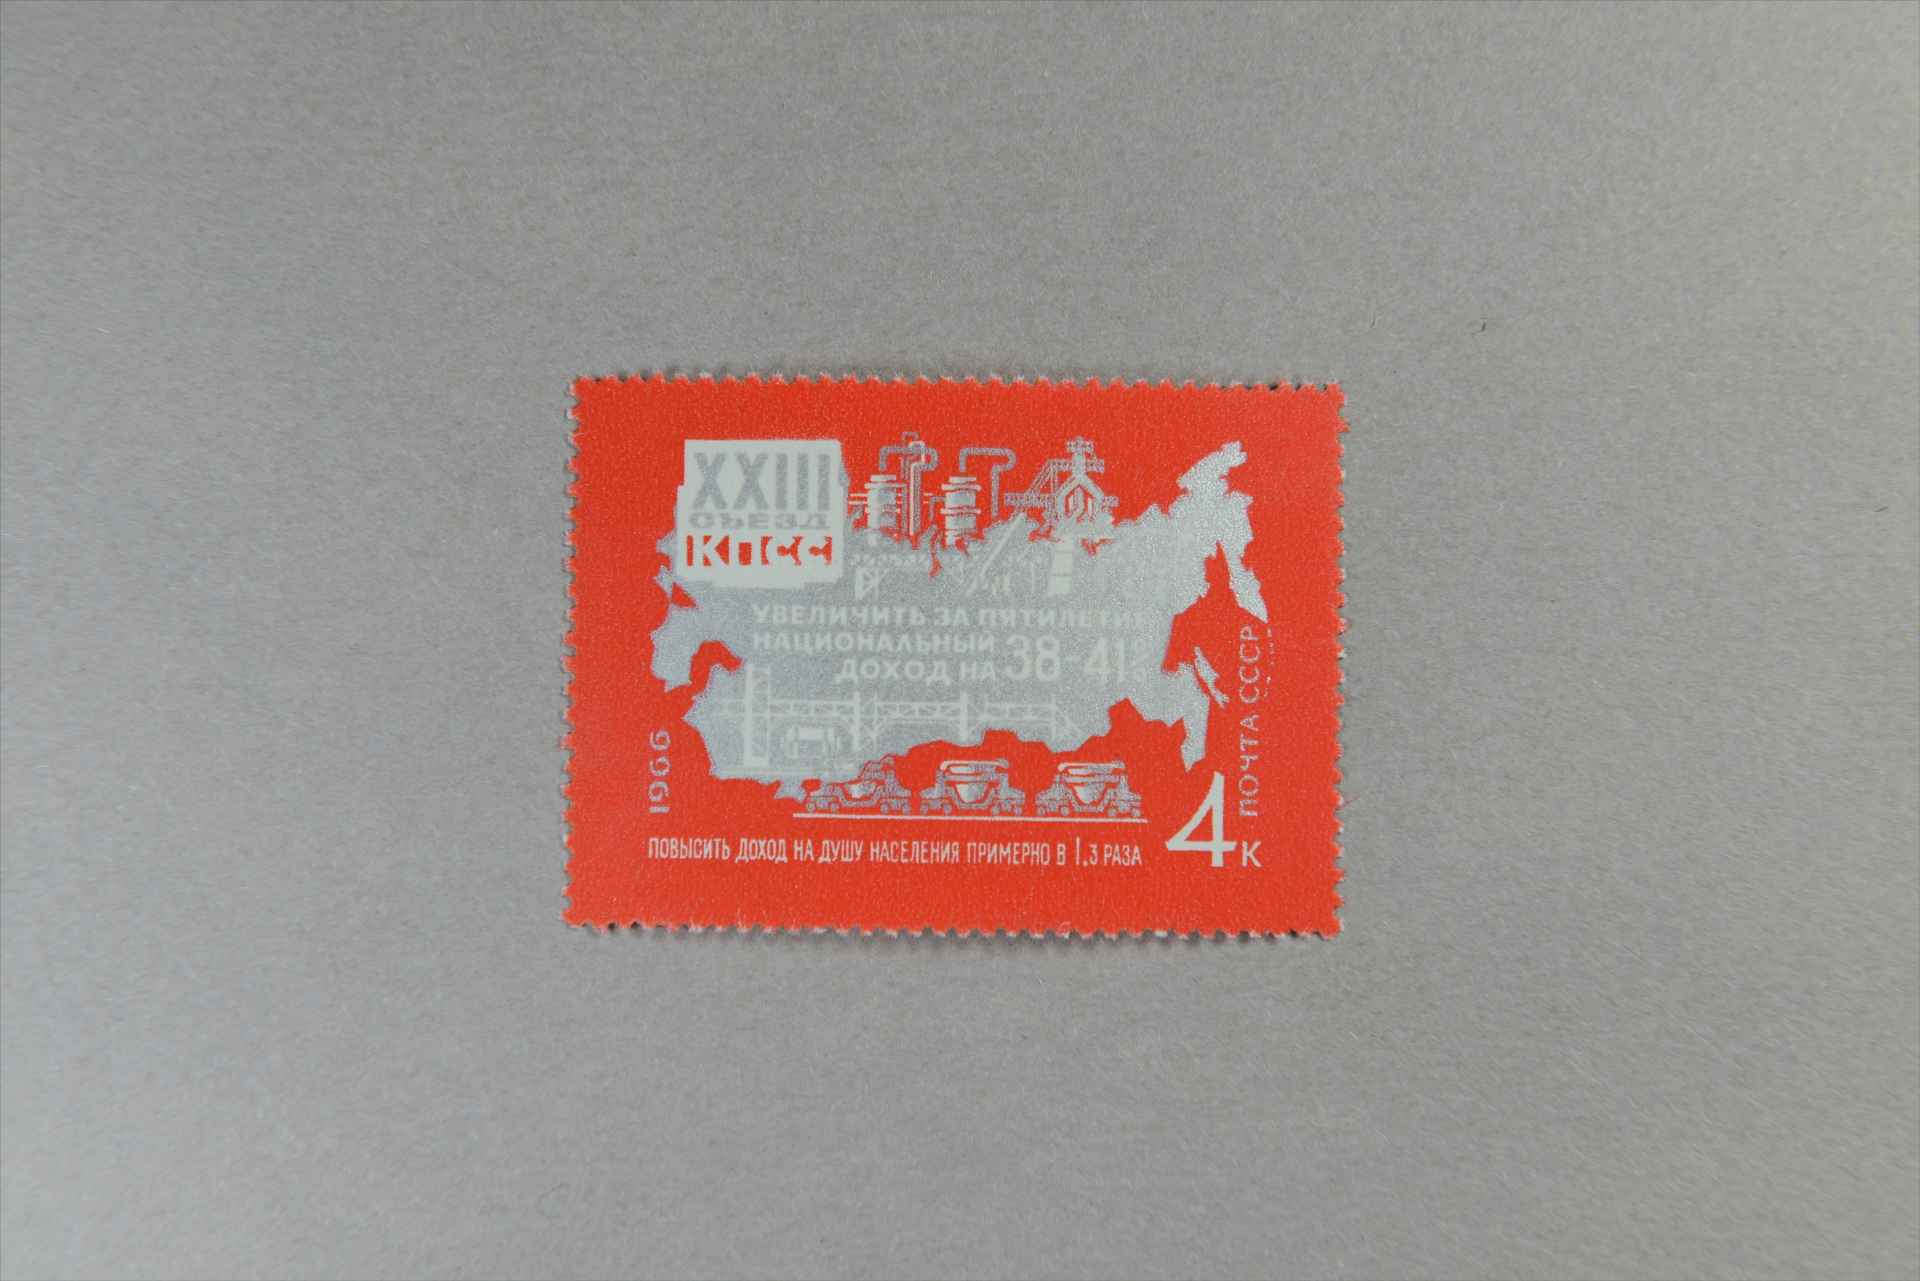 XXIII
СЪЕЗД
КПСС
УВЕЛИЧИТЬ ЗА ПЯТИЛЕТИЕ
НАЦИОНАЛЬНЫЙ
ДОХОД НА 38-41%
1966
ПОЧТА СССР
ПОВЫСИТЬ ДОХОД НА ДУШУ НАСЕЛЕНИЯ ПРИМЕРНО В 1,3 РАЗА
4к